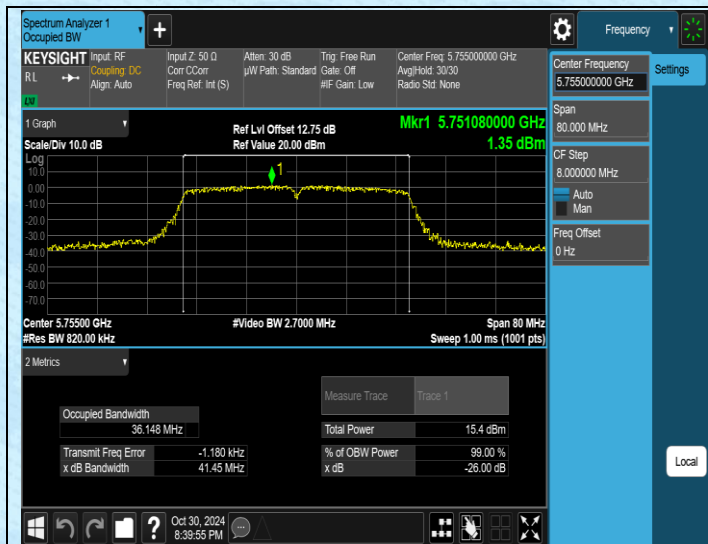 Spectrum Analyzer 1
Occupied BW
Frequency
KEYSIGHT
RL
Input: RF
Coupling: DC
Align: Auto
Input Z: 50 Ω
Corr CCorr
Freq Ref: Int (S)
Atten: 30 dB
µW Path: Standard
Trig: Free Run
Gate: Off
#IF Gain: Low
Center Freq: 5.755000000 GHz
Avg|Hold: 30/30
Radio Std: None
Center Frequency
5.755000000 GHz
Settings
Span
80.000 MHz
CF Step
8.000000 MHz
Auto
Man
Freq Offset
0 Hz
Local
1 Graph
Scale/Div 10.0 dB
Ref Lvl Offset 12.75 dB
Ref Value 20.00 dBm
Mkr1 5.751080000 GHz
1.35 dBm
Log
10.0
0.00
-10.0
-20.0
-30.0
-40.0
-50.0
-60.0
-70.0
1
Center 5.75500 GHz
#Res BW 820.00 kHz
#Video BW 2.7000 MHz
Span 80 MHz
Sweep 1.00 ms (1001 pts)
2 Metrics
Measure Trace
Trace 1
Occupied Bandwidth
36.148 MHz
Total Power
15.4 dBm
Transmit Freq Error
-1.180 kHz
% of OBW Power
99.00 %
x dB Bandwidth
41.45 MHz
x dB
-26.00 dB
?
Oct 30, 2024
8:39:55 PM